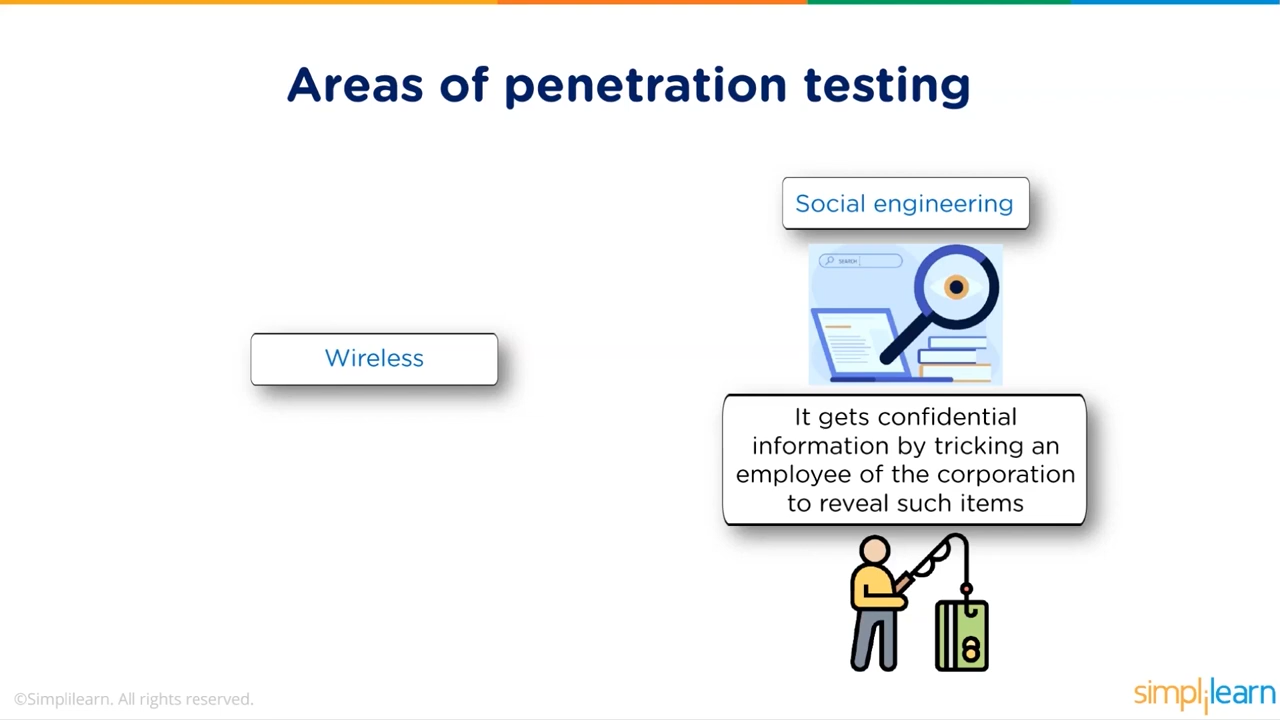 Areas of penetration testing
Social engineering
SEARCH
Wireless
It gets confidential
information by tricking an
employee of the corporation
to reveal such items
©Simplilearn. All rights reserved.
simplilearn